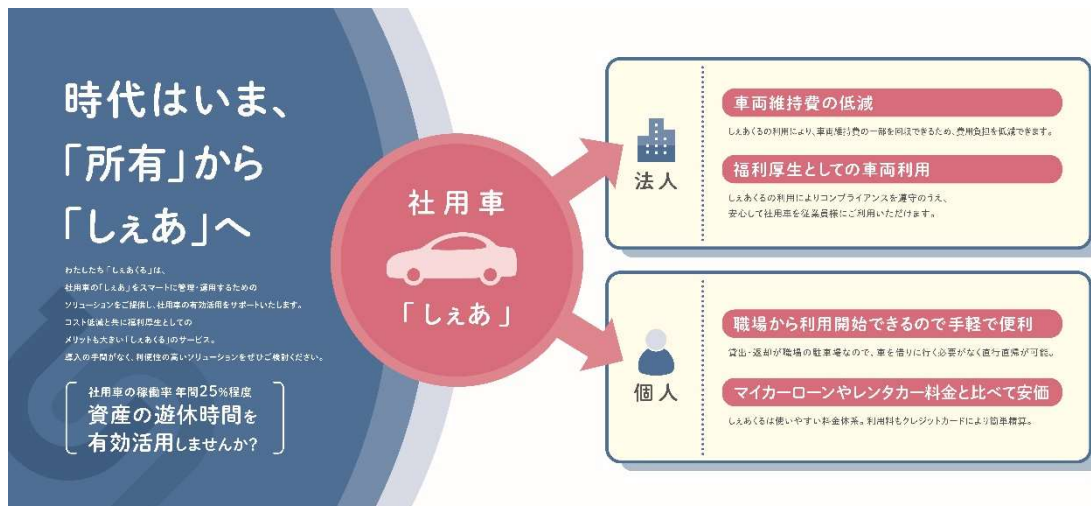 時代はいま、
「所有」から
「しぇあ」へ
わたしたち「しぇあくる」は、
社用車の「しぇあ」をスマートに管理・運用するための
ソリューションをご提供し、社用車の有効活用をサポートいたします。
コスト低減と共に福利厚生としての
メリットも大きい「しぇあくる」のサービス。
導入の手間がなく、利便性の高いソリューションをぜひご検討ください。
社用車の稼働率 年間25%程度
資産の遊休時間を
有効活用しませんか?
社用車
「しぇあ」
法人
車両維持費の低減
しぇあくるの利用により、車両維持費の一部を回収できるため、費用負担を低減できます。
福利厚生としての車両利用
しぇあくるの利用によりコンプライアンスを遵守のうえ、
安心して社用車を従業員様にご利用いただけます。
個人
職場から利用開始できるので手軽で便利
貸出・返却が職場の駐車場なので、車を借りに行く必要がなく直行直帰が可能。
マイカーローンやレンタカー料金と比べて安価
しぇあくるは使いやすい料金体系。利用料もクレジットカードにより簡単精算。